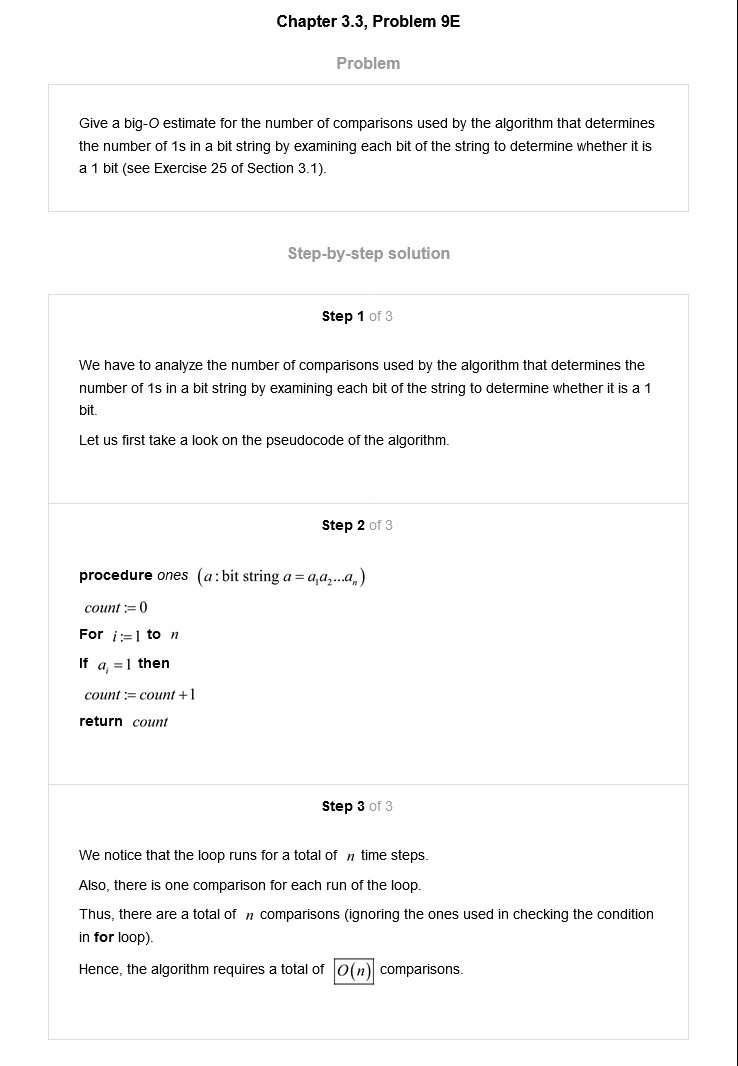 Chapter 3.3, Problem 9E
Problem
Give a big-O estimate for the number of comparisons used by the algorithm that determines
the number of 1s in a bit string by examining each bit of the string to determine whether it is
a 1 bit (see Exercise 25 of Section 3.1).
Step-by-step solution
Step 1 of 3
We have to analyze the number of comparisons used by the algorithm that determines the
number of 1s in a bit string by examining each bit of the string to determine whether it is a 1
bit.
Let us first take a look on the pseudocode of the algorithm.
Step 2 of 3
procedure ones (a : bit string a = a₁a₂...aₙ)
count := 0
For i := 1 to n
If aᵢ = 1 then
count := count + 1
return count
Step 3 of 3
We notice that the loop runs for a total of n time steps.
Also, there is one comparison for each run of the loop.
Thus, there are a total of n comparisons (ignoring the ones used in checking the condition
in for loop).
Hence, the algorithm requires a total of O(n) comparisons.